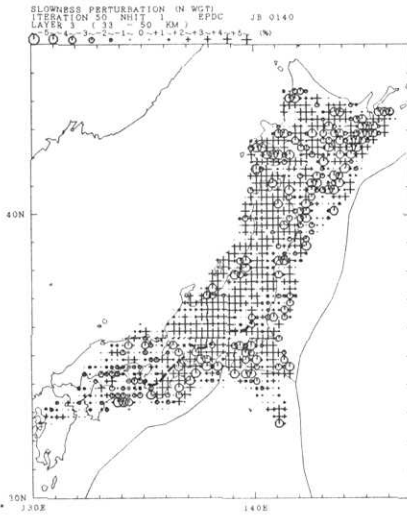 SLOWNESS PERTURBATION (N WGT)
ITERATION 50 NHIT 1 EPDC JB 0140
LAYER 3 ( 33 - 50 KM )
-5 -4 -3 -2 -1 0 +1 +2 +3 +4 +5 (%)
40N
30N
130E 140E